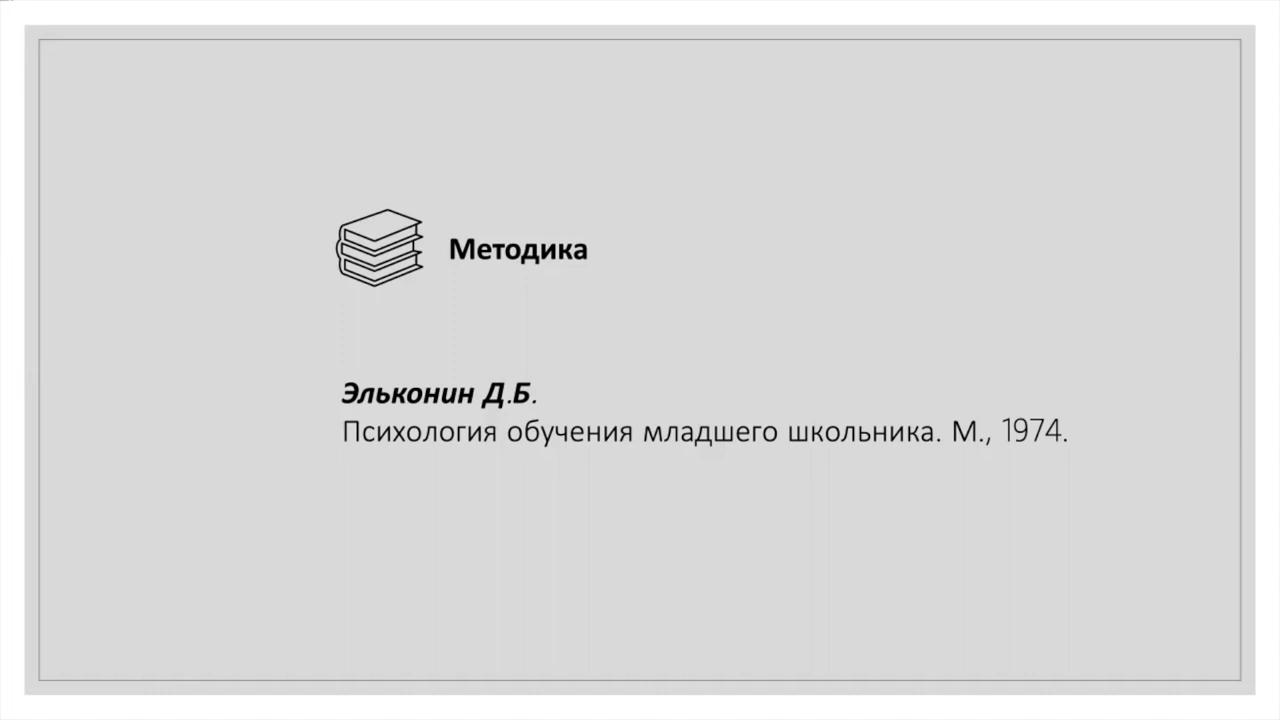 Методика
Эльконин Д.Б.
Психология обучения младшего школьника. М., 1974.